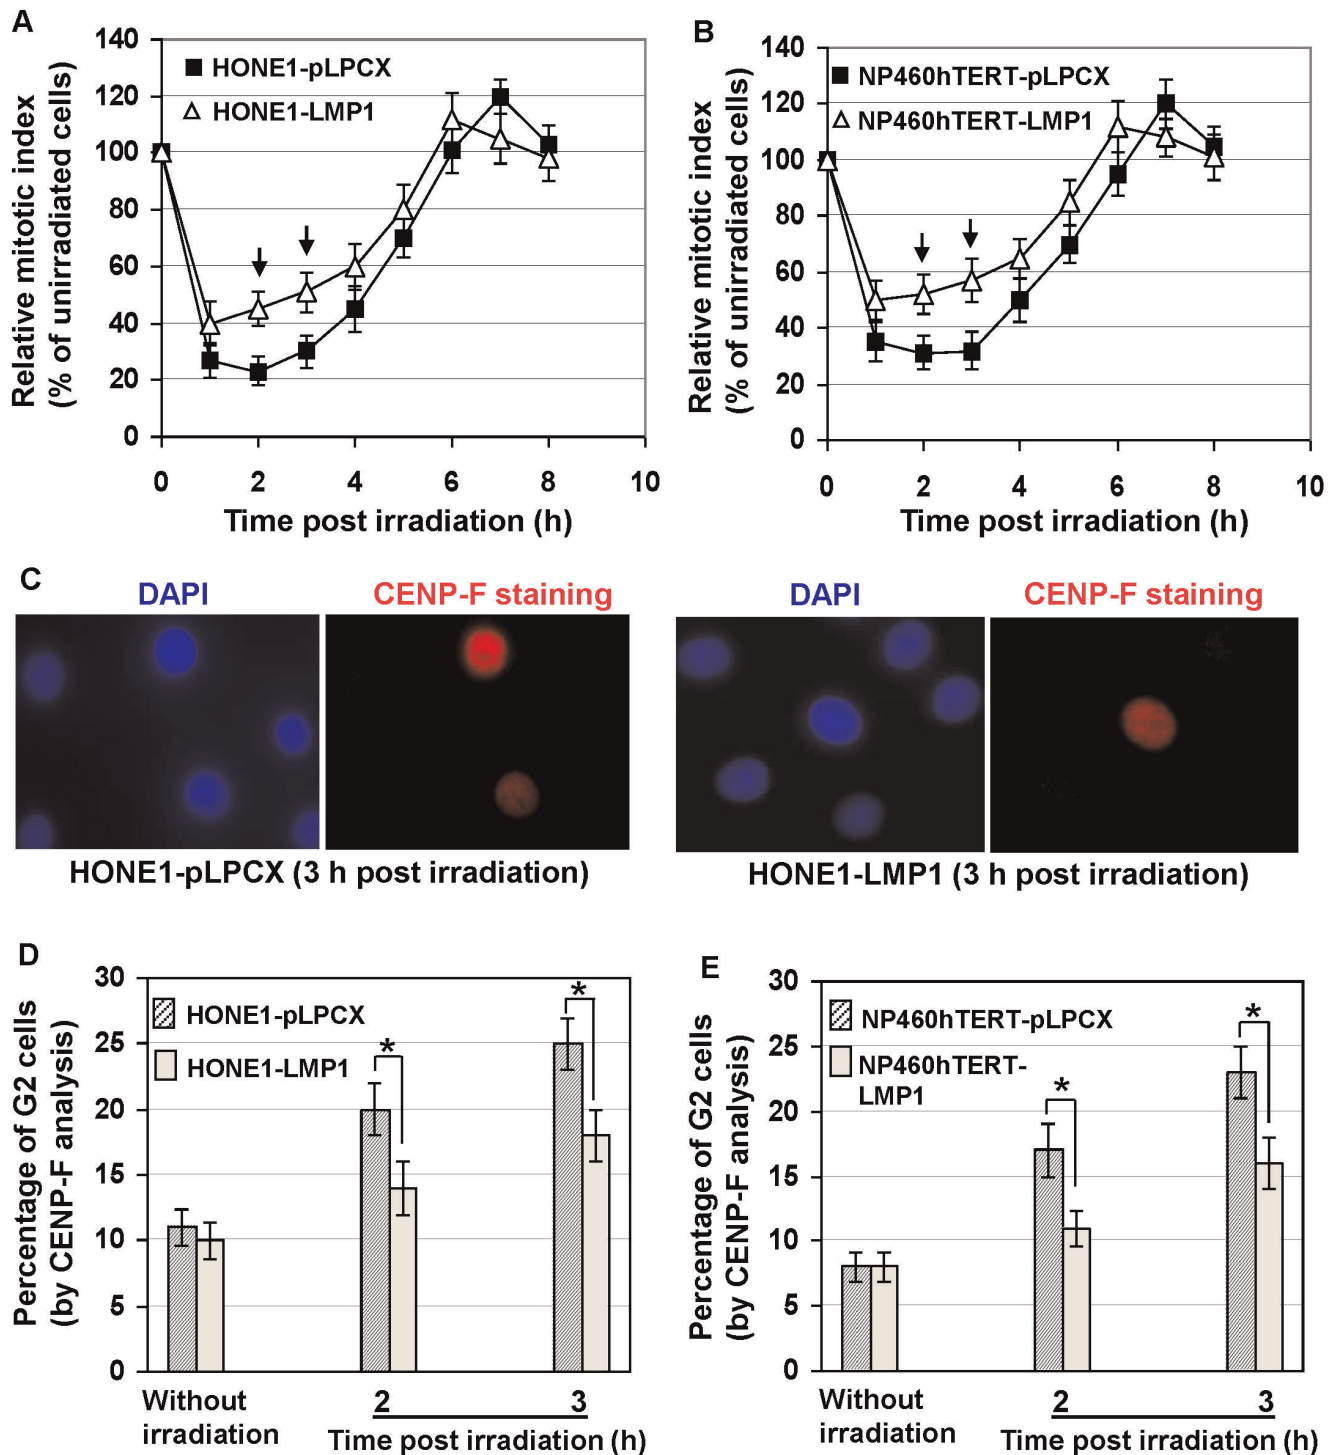 A
140
120
100
80
60
40
20
0
Relative mitotic index
(% of unirradiated cells)
HONE1-pLPCX
HONE1-LMP1
0 2 4 6 8 10
Time post irradiation (h)
B
140
120
100
80
60
40
20
0
Relative mitotic index
(% of unirradiated cells)
NP460hTERT-pLPCX
NP460hTERT-LMP1
0 2 4 6 8 10
Time post irradiation (h)
C
DAPI
CENP-F staining
DAPI
CENP-F staining
HONE1-pLPCX (3 h post irradiation)
HONE1-LMP1 (3 h post irradiation)
D
30
25
20
15
10
5
0
Percentage of G2 cells
(by CENP-F analysis)
HONE1-pLPCX
HONE1-LMP1
*
*
Without
irradiation
2 3
Time post irradiation (h)
E
30
25
20
15
10
5
0
Percentage of G2 cells
(by CENP-F analysis)
NP460hTERT-pLPCX
NP460hTERT-
LMP1
*
*
Without
irradiation
2 3
Time post irradiation (h)